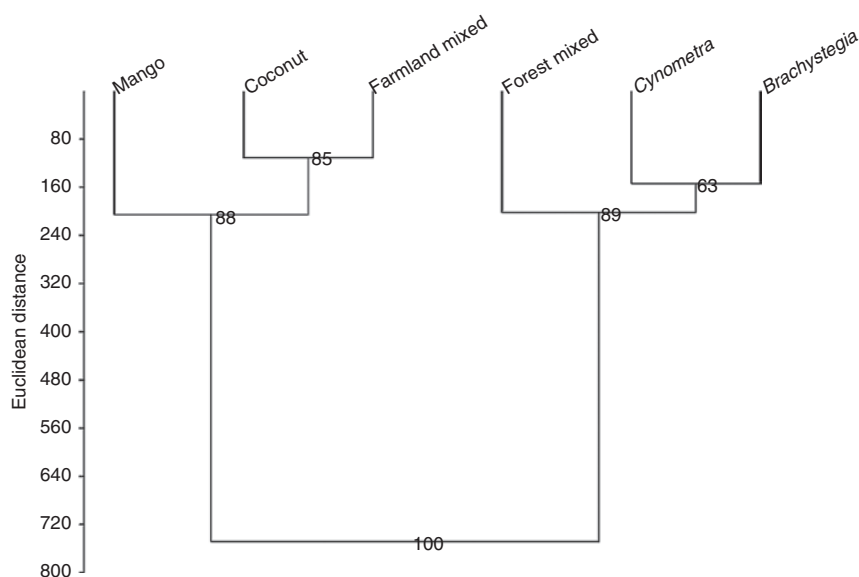 Mango
Coconut
Farmland mixed
Forest mixed
Cynometra
Brachystegia
80
160
240
320
400
480
560
640
720
800
Euclidean distance
85
63
88
89
100